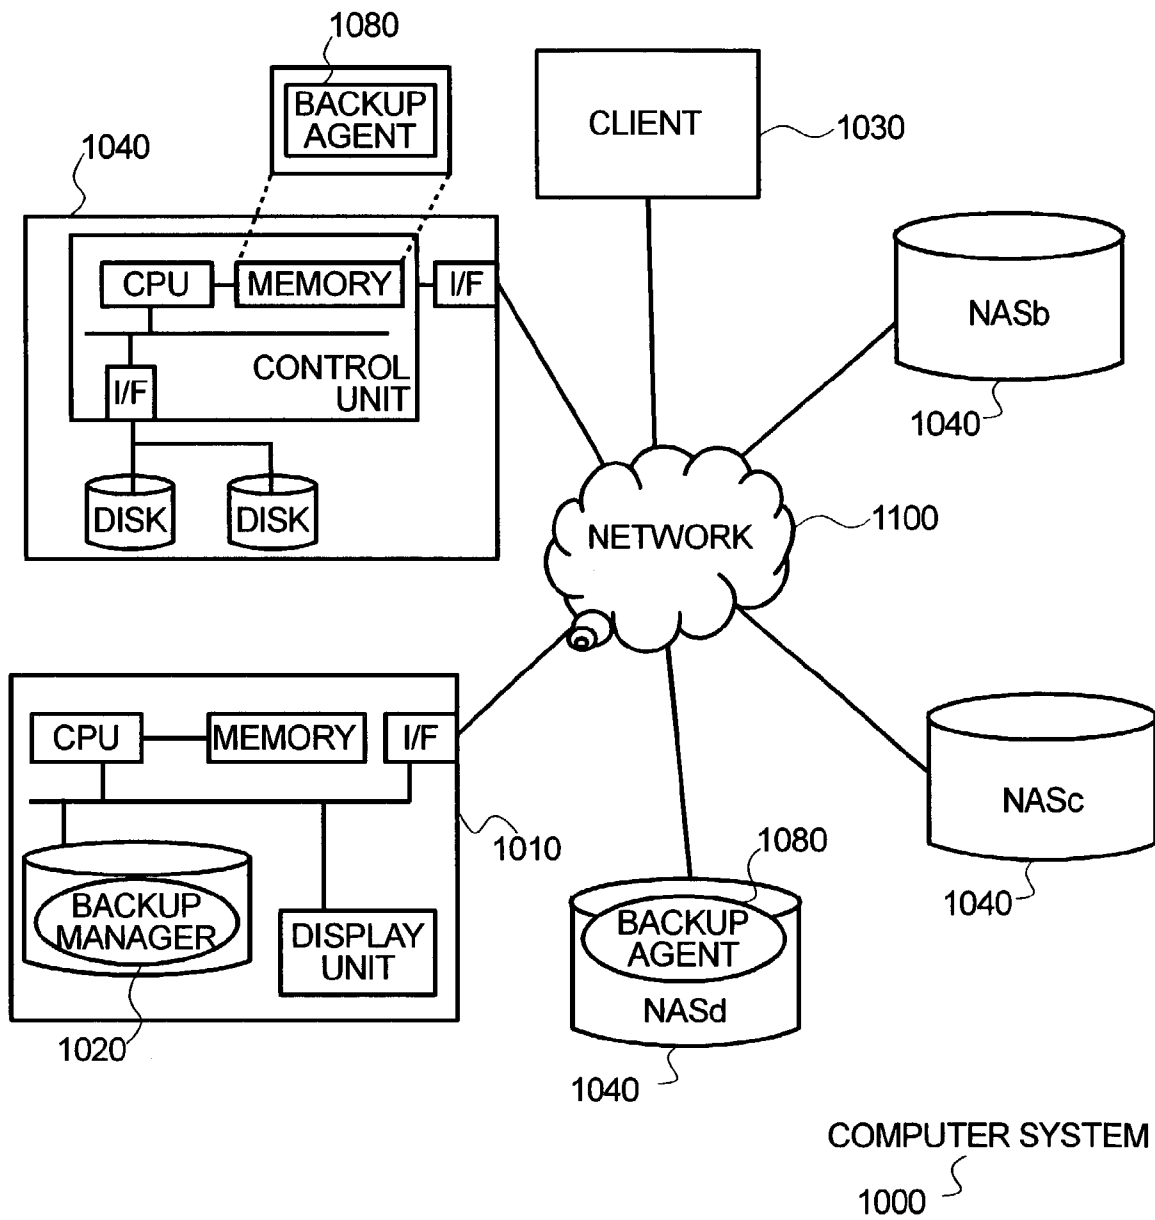 1080
BACKUP
AGENT
CLIENT
1030
1040
CPU
MEMORY
I/F
CONTROL
UNIT
I/F
DISK
DISK
NASb
1040
NETWORK
1100
CPU
MEMORY
I/F
1010
BACKUP
MANAGER
DISPLAY
UNIT
1020
NASc
1040
1080
BACKUP
AGENT
NASd
1040
COMPUTER SYSTEM
1000